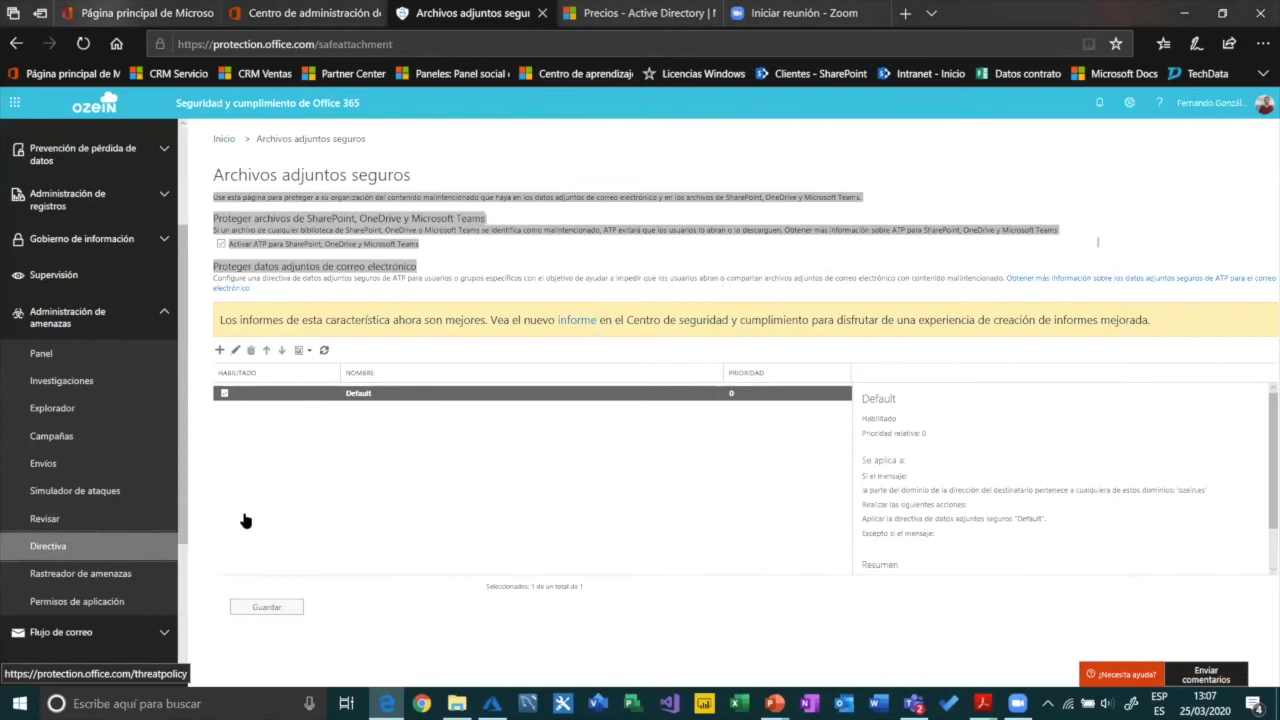 Página principal de Microsoft
Archivos adjuntos de M
Archivos adjuntos segui
Precios - Active Directory | M
Iniciar reunión - Zoom
https://protection.office.com/safeattachment
Página principal de M
CRM Servicio
CRM Ventas
Partner Center
Paneles: Panel social
Centro de aprendizaje
Licencias Windows
Clientes - SharePoint
Intranet - Inicio
Datos contrato
Microsoft Docs
TechData
ozein
Seguridad y cumplimiento de Office 365
Fernando Gonzál...
Prevención de pérdida de
datos
Administración de
registros
Gobierno de información
Supervisión
Administración de
amenazas
Panel
Investigaciones
Explorador
Campañas
Envíos
Simulador de ataques
Revisar
Directiva
Rastreador de amenazas
Permisos de aplicación
Flujo de correo
https://protection.office.com/threatpolicy
Inicio > Archivos adjuntos seguros
Archivos adjuntos seguros
Use esta página para proteger a su organización del contenido malintencionado que haya en los datos adjuntos de correo electrónico y en los archivos de SharePoint, OneDrive y Microsoft Teams.
Proteger archivos de SharePoint, OneDrive y Microsoft Teams
Si un archivo de cualquier biblioteca de SharePoint, OneDrive o Microsoft Teams se identifica como malintencionado, ATP evitará que los usuarios lo abran o lo descarguen. Obtener más información sobre ATP para SharePoint, OneDrive y Microsoft Teams.
Activar ATP para SharePoint, OneDrive y Microsoft Teams
Proteger datos adjuntos de correo electrónico
Configure una directiva de datos adjuntos seguros de ATP para usuarios o grupos específicos con el objetivo de ayudar a impedir que los usuarios abran o compartan archivos adjuntos de correo electrónico con contenido malintencionado. Obtener más información sobre los datos adjuntos seguros de ATP para el correo
electrónico
Los informes de esta característica ahora son mejores. Vea el nuevo informe en el Centro de seguridad y cumplimiento para disfrutar de una experiencia de creación de informes mejorada.
HABILITADO NOMBRE PRIORIDAD
Default 0
Default
Habilitado
Prioridad relativa: 0
Se aplica a:
Si el mensaje:
la parte del dominio de la dirección del destinatario pertenece a cualquiera de estos dominios: 'ozein.es'
Realizar las siguientes acciones:
Aplicar la directiva de datos adjuntos seguros "Default".
Excepto si el mensaje:
Resumen
Seleccionados: 1 de un total de 1
Guardar
¿Necesita ayuda?
Enviar
comentarios
Escribe aquí para buscar
ESP
ES
13:07
2
4